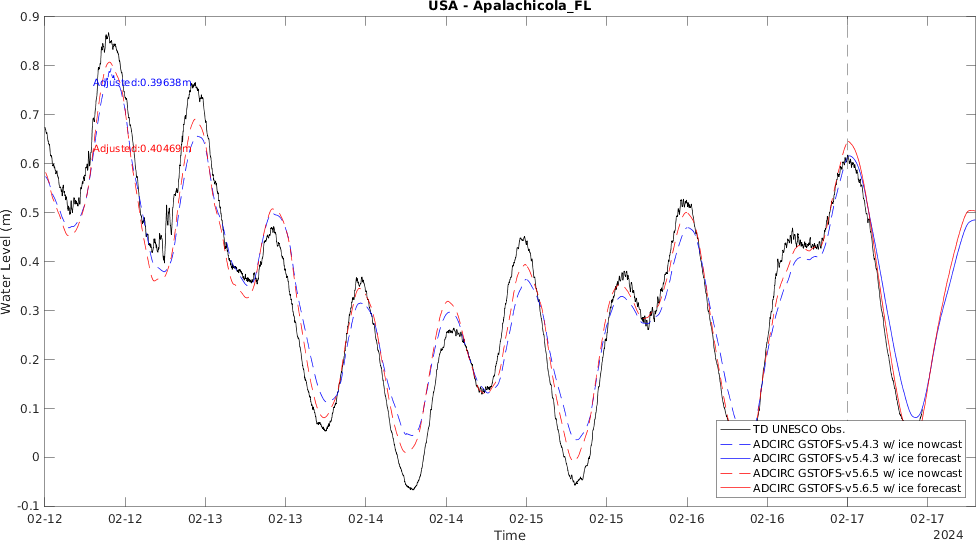 USA - Apalachicola_FL
0.9
0.8
0.7
0.6
0.5
0.4
0.3
0.2
0.1
0
-0.1
Water Level (m)
Adjusted:0.39638m
Adjusted:0.40469m
TD UNESCO Obs.
ADCIRC GSTOFS-v5.4.3 w/ ice nowcast
ADCIRC GSTOFS-v5.4.3 w/ ice forecast
ADCIRC GSTOFS-v5.6.5 w/ ice nowcast
ADCIRC GSTOFS-v5.6.5 w/ ice forecast
02-12 02-12 02-13 02-13 02-14 02-14 02-15 02-15 02-16 02-16 02-17 02-17
2024
Time